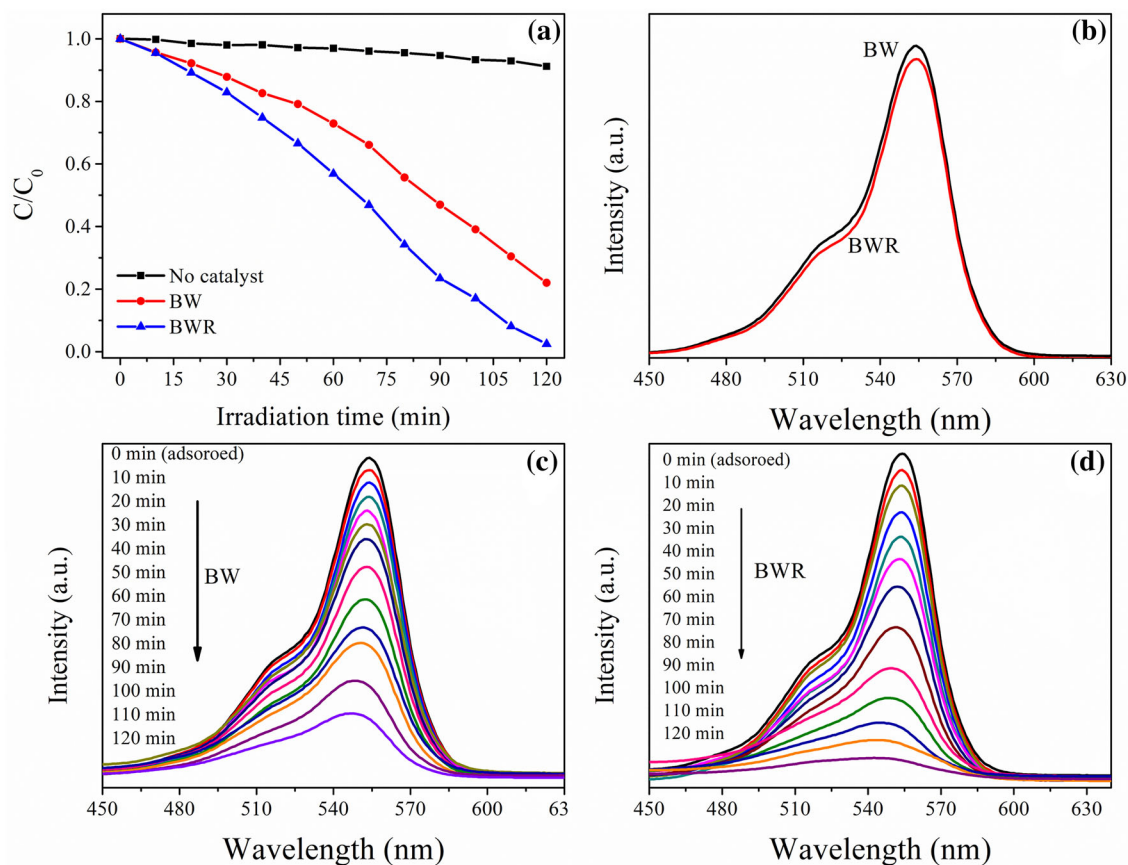 (a)
1.0
0.8
0.6
0.4
0.2
0.0
C/C0
No catalyst
BW
BWR
0 15 30 45 60 75 90 105 120
Irradiation time (min)
(b)
BW
BWR
Intensity (a.u.)
450 480 510 540 570 600 630
Wavelength (nm)
(c)
0 min (adsoroed)
10 min
20 min
30 min
40 min
50 min
60 min
70 min
80 min
90 min
100 min
110 min
120 min
BW
Intensity (a.u.)
450 480 510 540 570 600 63
Wavelength (nm)
(d)
0 min (adsoroed)
10 min
20 min
30 min
40 min
50 min
60 min
70 min
80 min
90 min
100 min
110 min
120 min
BWR
Intensity (a.u.)
450 480 510 540 570 600 630
Wavelength (nm)